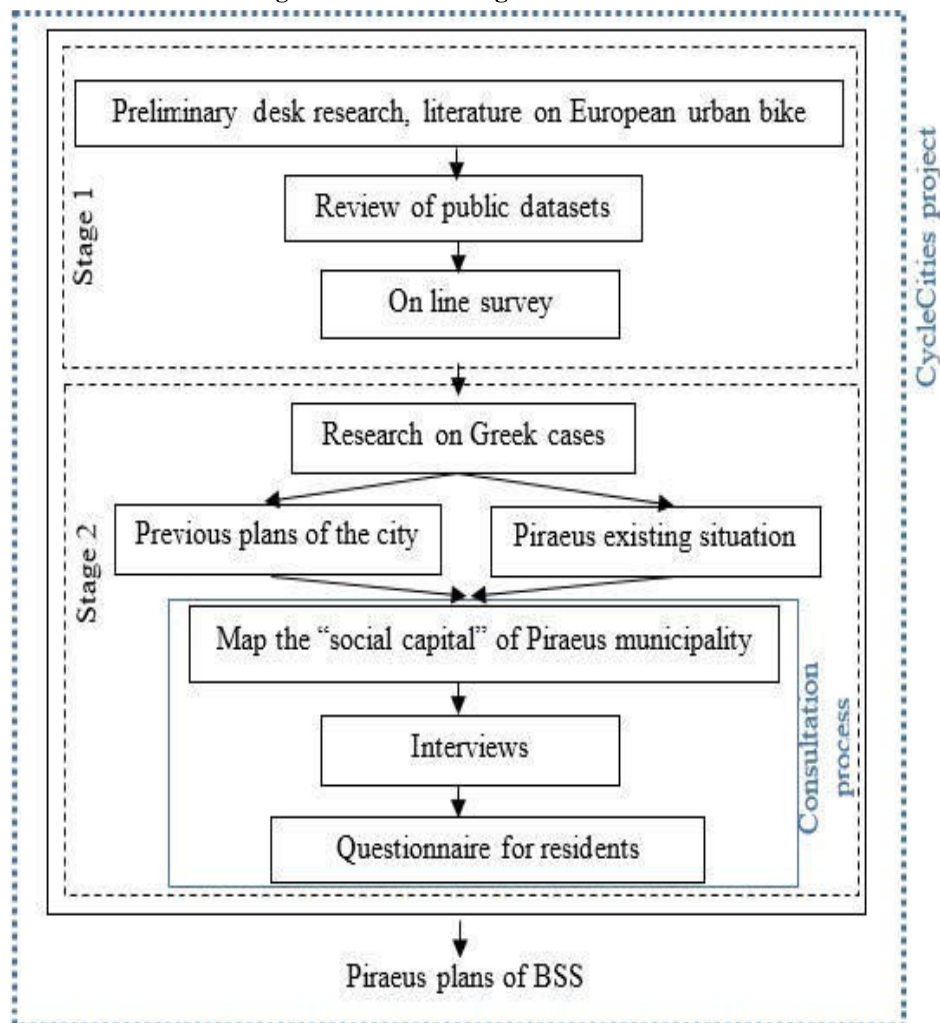 Preliminary desk research, literature on European urban bike
Review of public datasets
On line survey
Stage 1
CycleCities project
Research on Greek cases
Previous plans of the city
Piraeus existing situation
Stage 2
Map the “social capital” of Piraeus municipality
Interviews
Questionnaire for residents
Consultation
process
Piraeus plans of BSS